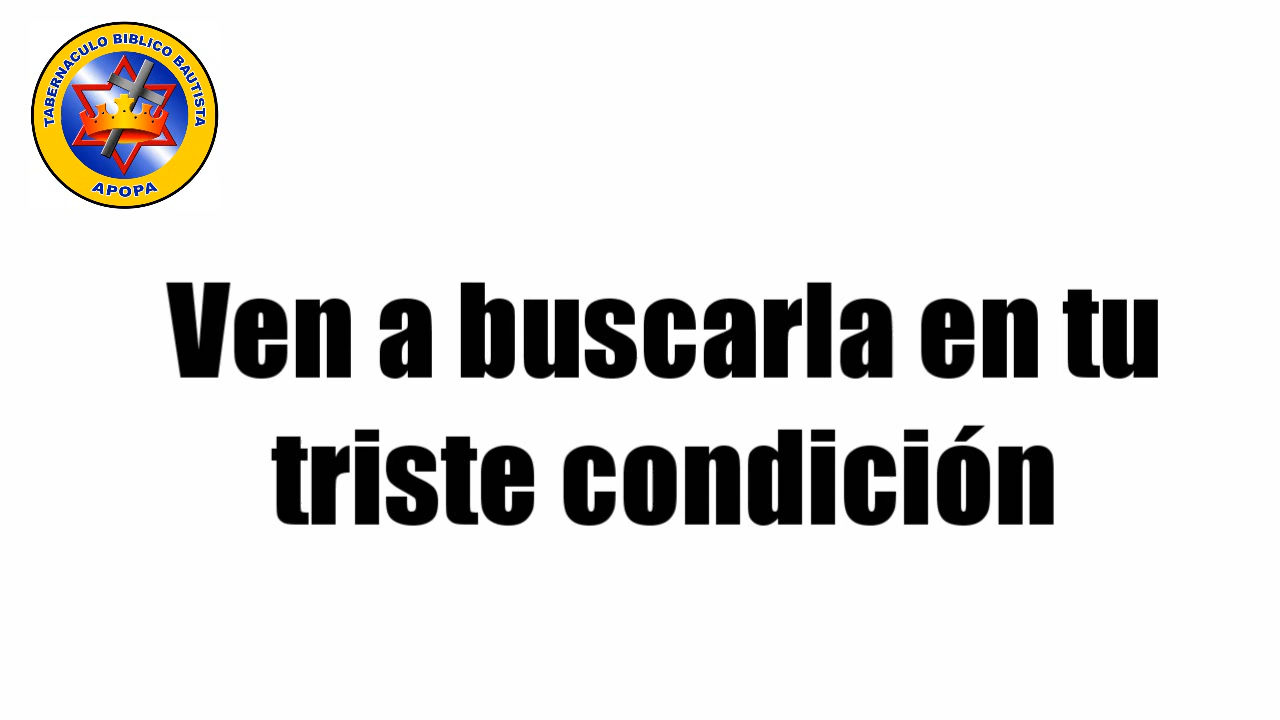 TABERNACULO BIBLICO BAUTISTA
APOPA
Ven a buscarla en tu
triste condición